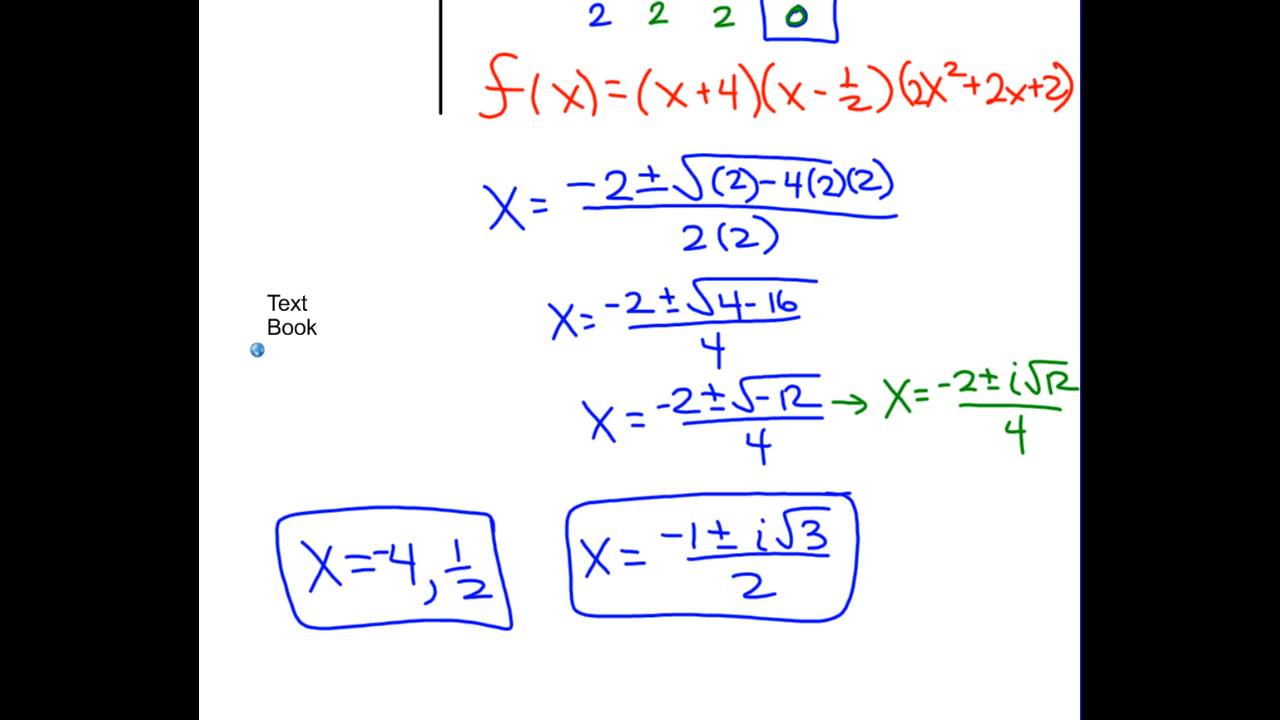 2 2 2 0
f(x)=(x+4)(x-1/2)(2x²+2x+2)
x= -2±√(2)-4(2)(2) / 2(2)
Text
Book
x= -2±√4-16 / 4
x= -2±√-12 / 4 → x= -2±i√12 / 4
x=-4, 1/2
x= -1±i√3 / 2